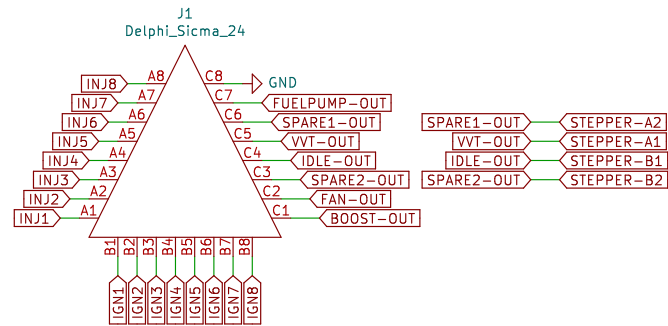 J1
Delphi_Sicma_24
INJ8 A8 C8 GND
INJ7 A7 C7 FUELPUMP-OUT
INJ6 A6 C6 SPARE1-OUT
INJ5 A5 C5 VVT-OUT
INJ4 A4 C4 IDLE-OUT
INJ3 A3 C3 SPARE2-OUT
INJ2 A2 C2 FAN-OUT
INJ1 A1 C1 BOOST-OUT
B1 B2 B3 B4 B5 B6 B7 B8
IGN1 IGN2 IGN3 IGN4 IGN5 IGN6 IGN7 IGN8
SPARE1-OUT STEPPER-A2
VVT-OUT STEPPER-A1
IDLE-OUT STEPPER-B1
SPARE2-OUT STEPPER-B2